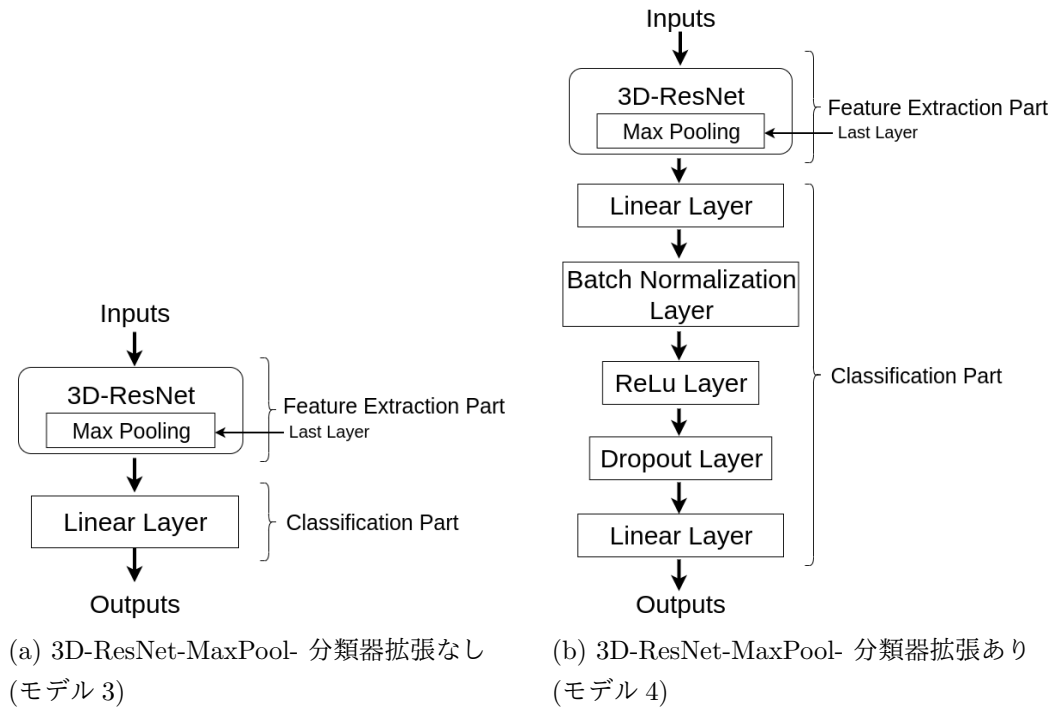 Inputs
3D-ResNet
Max Pooling
Feature Extraction Part
Last Layer
Linear Layer
Classification Part
Outputs
(a) 3D-ResNet-MaxPool- 分類器拡張なし
(モデル 3)
Inputs
3D-ResNet
Max Pooling
Feature Extraction Part
Last Layer
Linear Layer
Batch Normalization
Layer
ReLu Layer
Classification Part
Dropout Layer
Linear Layer
Outputs
(b) 3D-ResNet-MaxPool- 分類器拡張あり
(モデル 4)